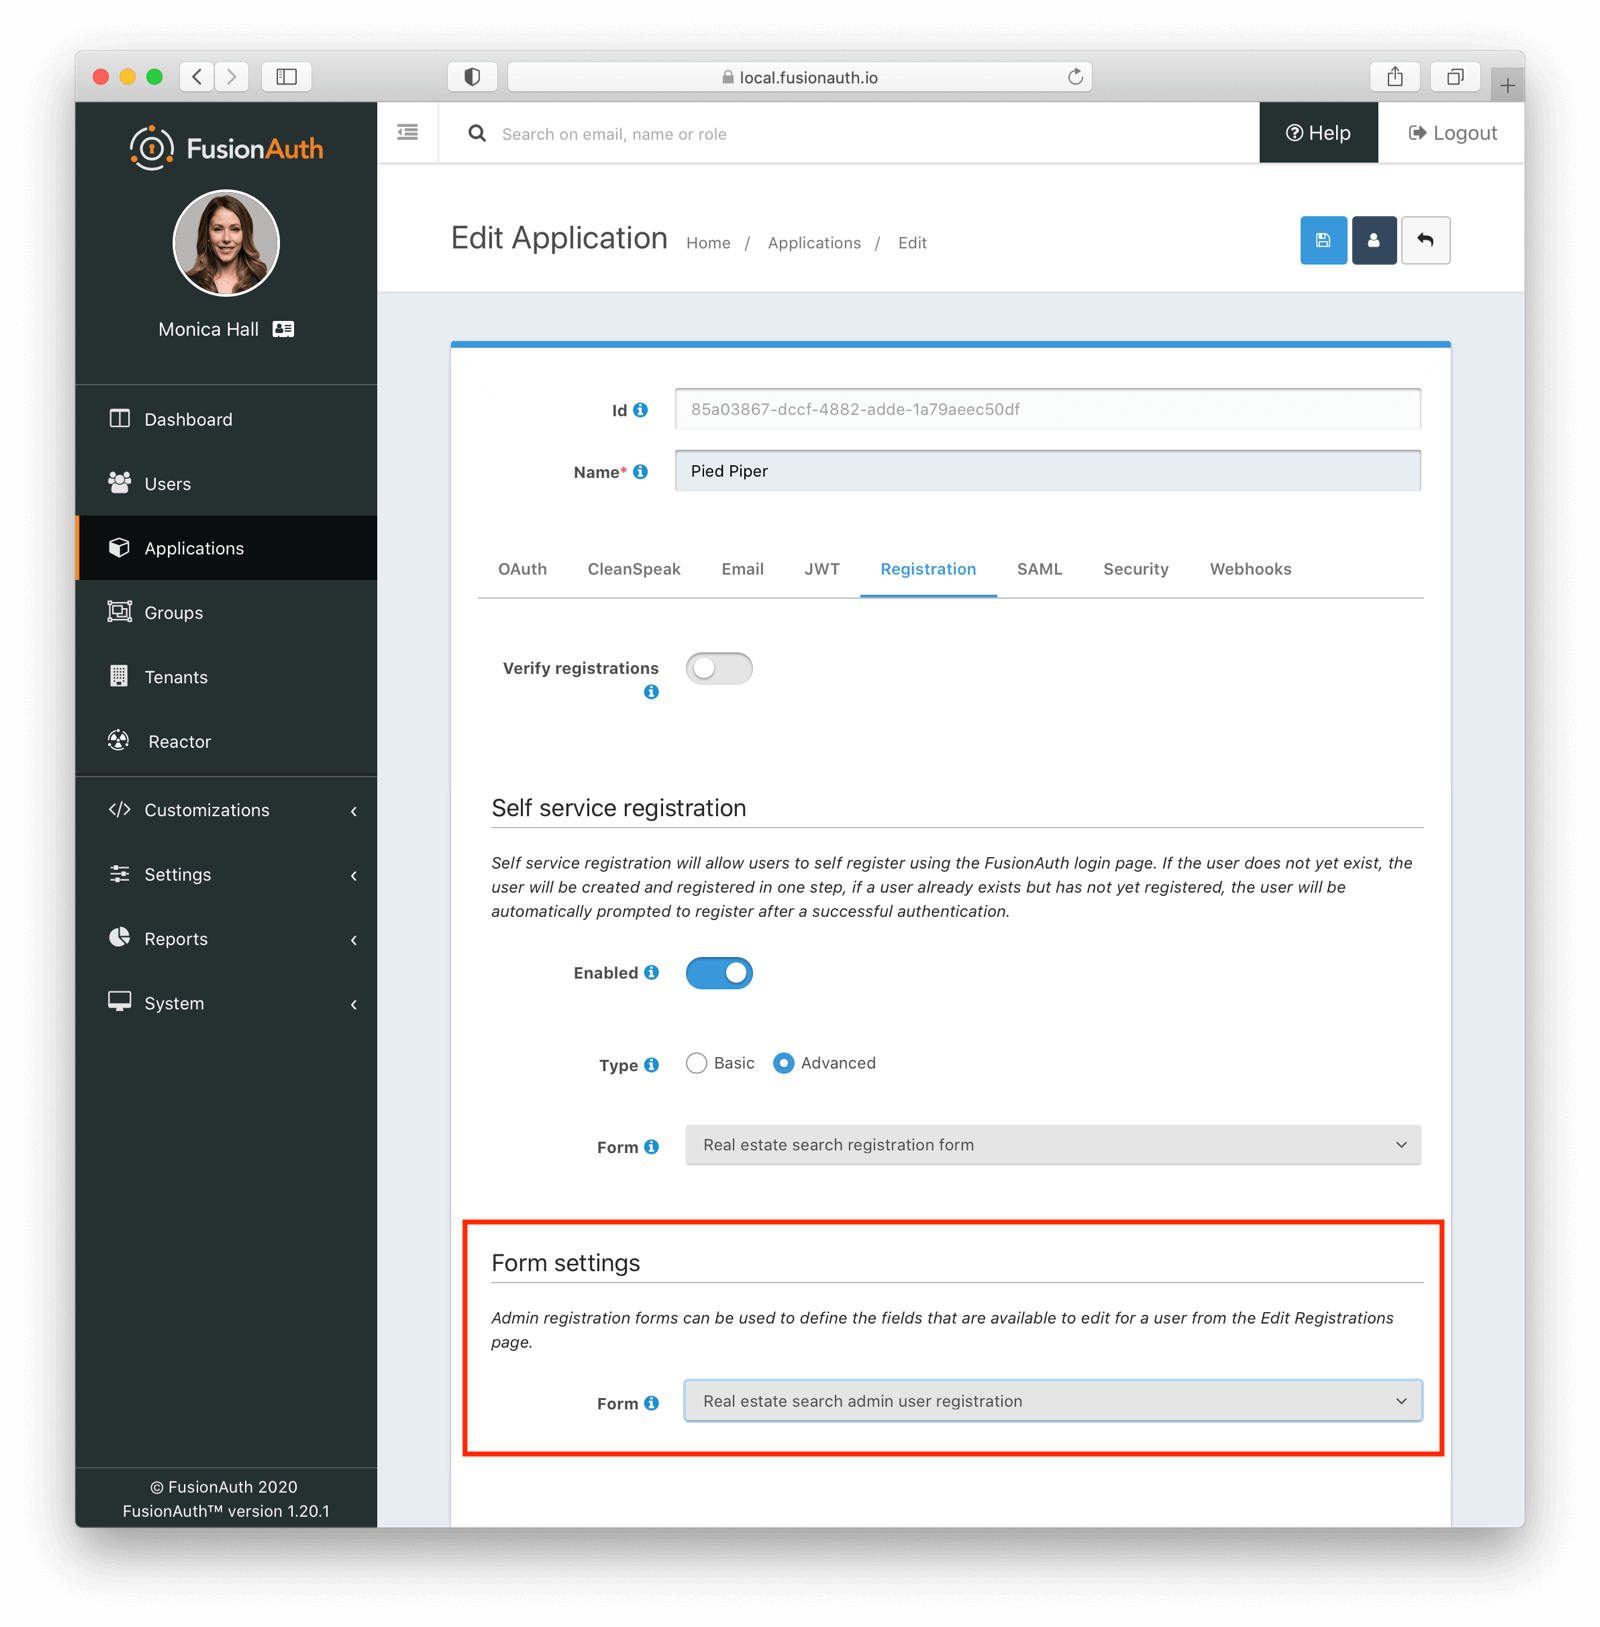 local.fusionauth.io
FusionAuth
Search on email, name or role
Help
Logout
Monica Hall
Edit Application
Home / Applications / Edit
Dashboard
Users
Applications
Groups
Tenants
Reactor
Customizations
Settings
Reports
System
© FusionAuth 2020
FusionAuth™ version 1.20.1
Id
85a03867-dccf-4882-adde-1a79aeec50df
Name*
Pied Piper
OAuth CleanSpeak Email JWT Registration SAML Security Webhooks
Verify registrations
Self service registration
Self service registration will allow users to self register using the FusionAuth login page. If the user does not yet exist, the
user will be created and registered in one step, if a user already exists but has not yet registered, the user will be
automatically prompted to register after a successful authentication.
Enabled
Type
Basic Advanced
Form
Real estate search registration form
Form settings
Admin registration forms can be used to define the fields that are available to edit for a user from the Edit Registrations
page.
Form
Real estate search admin user registration